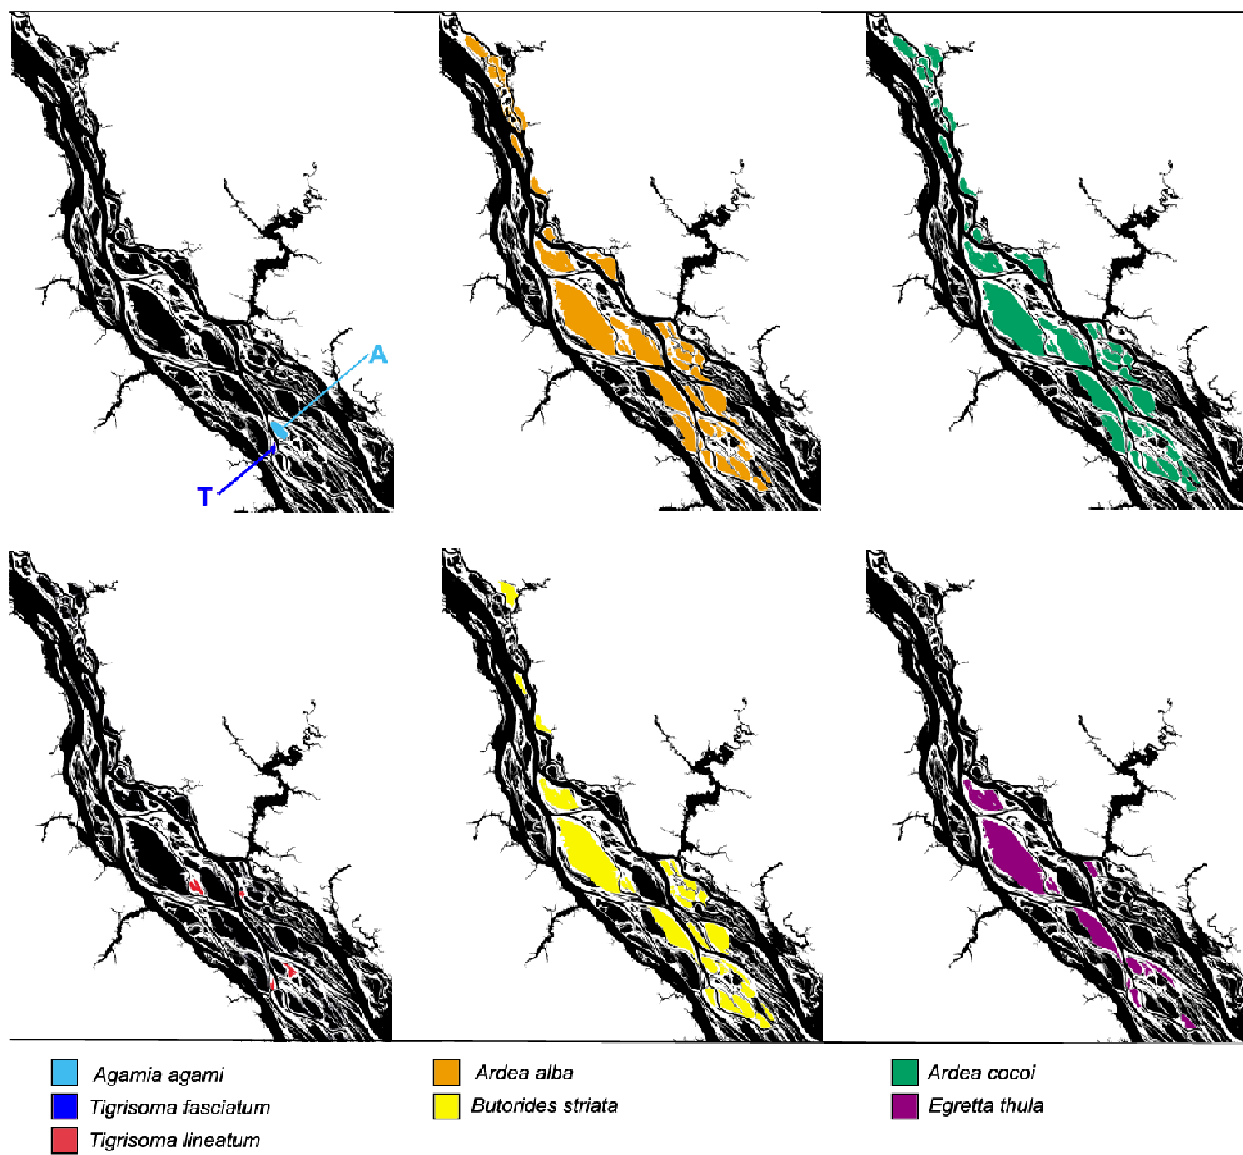 A
T
Agamia agami
Ardea alba
Ardea cocoi
Tigrisoma fasciatum
Butorides striata
Egretta thula
Tigrisoma lineatum